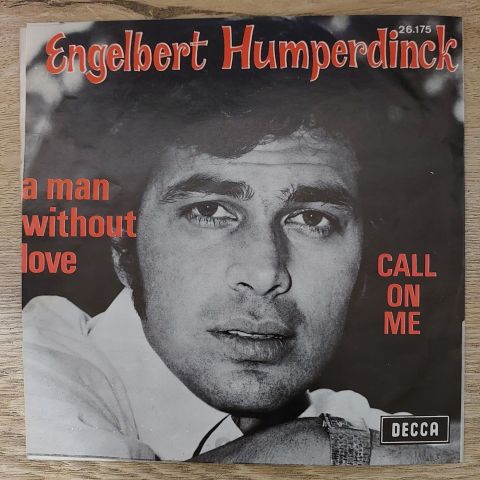 26.175
Engelbert Humperdinck
a man
without
love
CALL
ON
ME
DECCA